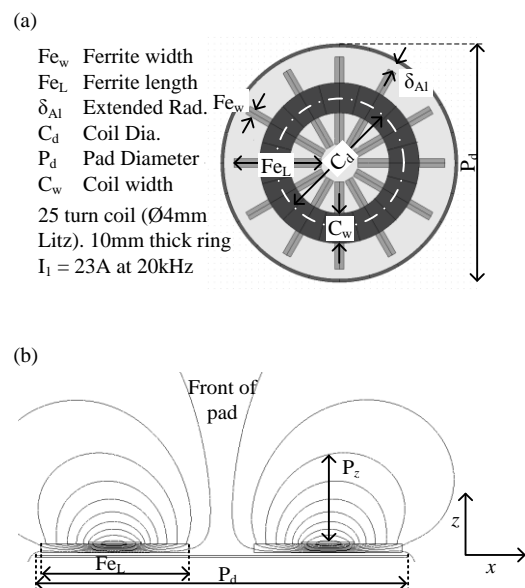 (a)
Fe_w Ferrite width
Fe_L Ferrite length
δ_Al Extended Rad.
C_d Coil Dia.
P_d Pad Diameter
C_w Coil width
25 turn coil (Ø4mm
Litz). 10mm thick ring
I_1 = 23A at 20kHz
δ_Al
Fe_w
C_d
Fe_L
P_d
C_w
(b)
Front of
pad
P_z
z
x
Fe_L
P_d